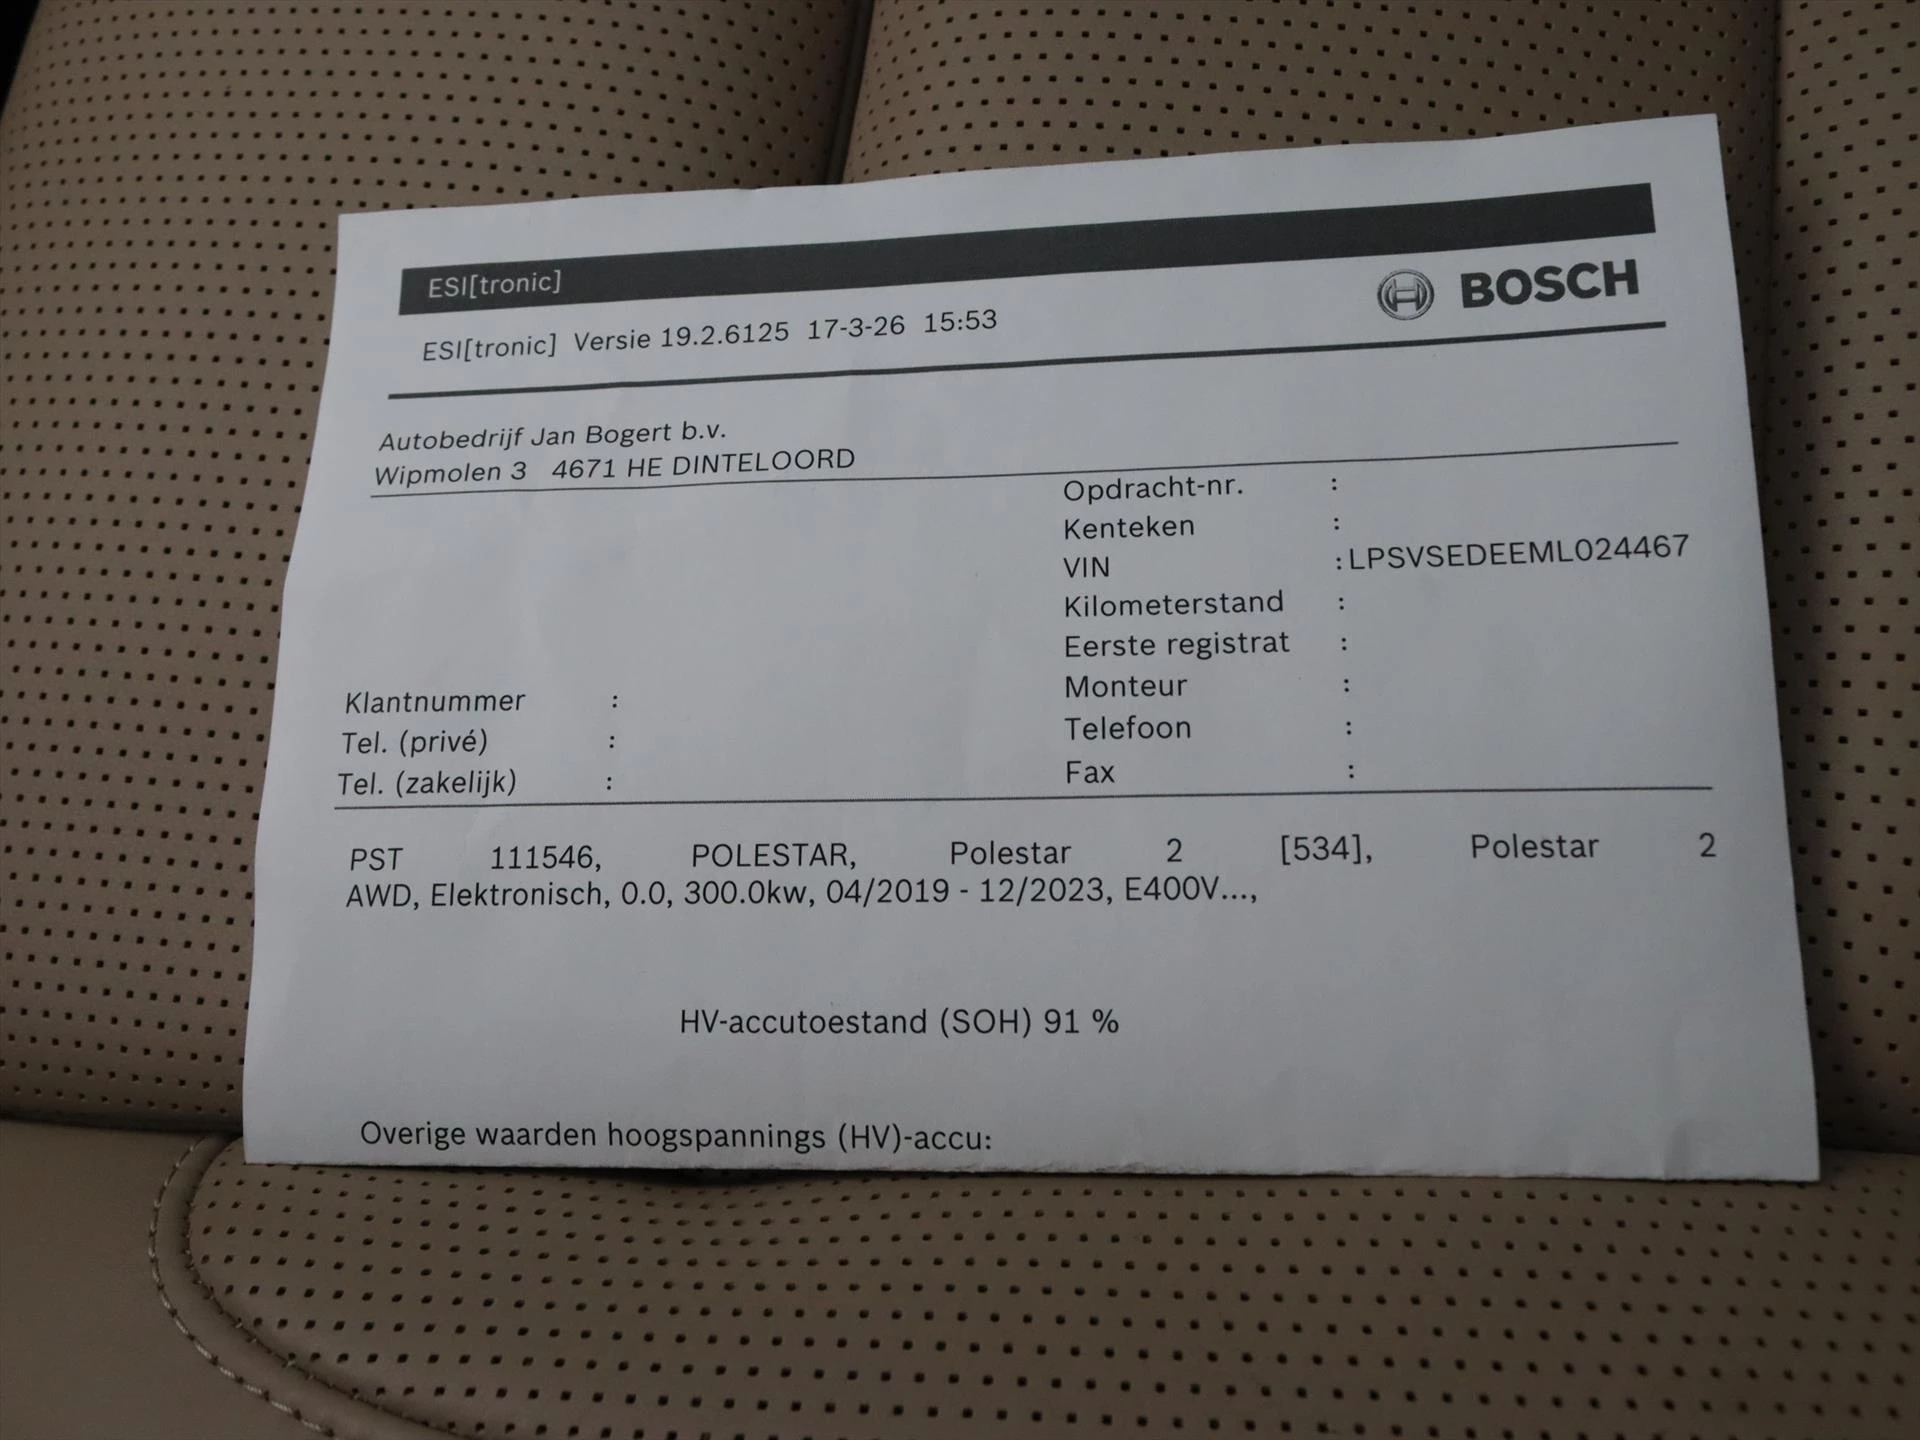 ESI[tronic]
BOSCH
ESI[tronic] Versie 19.2.6125 17-3-26 15:53
Autobedrijf Jan Bogert b.v.
Wipmolen 3 4671 HE DINTELOORD
Opdracht-nr. :
Kenteken :
VIN :LPSVSEDEEML024467
Kilometerstand :
Eerste registrat :
Monteur :
Telefoon :
Fax :
Klantnummer :
Tel. (privé) :
Tel. (zakelijk) :
PST 111546, POLESTAR, Polestar 2 [534], Polestar 2
AWD, Elektronisch, 0.0, 300.0kw, 04/2019 - 12/2023, E400V...,
HV-accutoestand (SOH) 91 %
Overige waarden hoogspannings (HV)-accu: